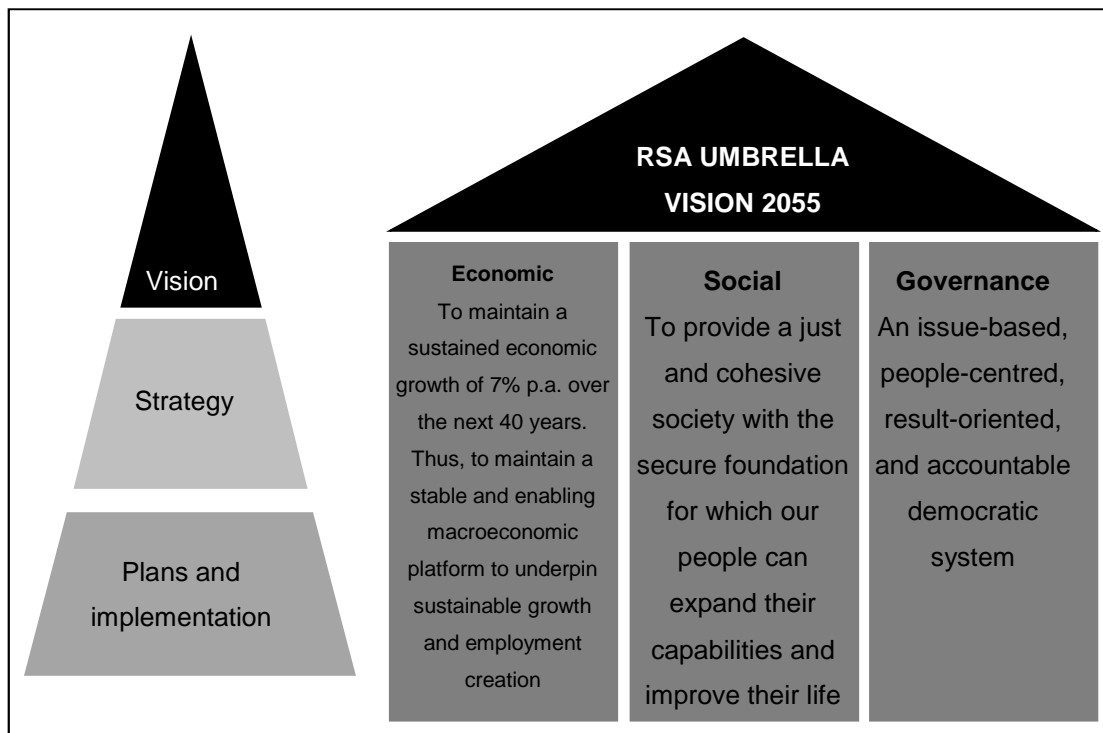 Vision
Strategy
Plans and
implementation
RSA UMBRELLA
VISION 2055
Economic
To maintain a
sustained economic
growth of 7% p.a. over
the next 40 years.
Thus, to maintain a
stable and enabling
macroeconomic
platform to underpin
sustainable growth
and employment
creation
Social
To provide a just
and cohesive
society with the
secure foundation
for which our
people can
expand their
capabilities and
improve their life
Governance
An issue-based,
people-centred,
result-oriented,
and accountable
democratic
system